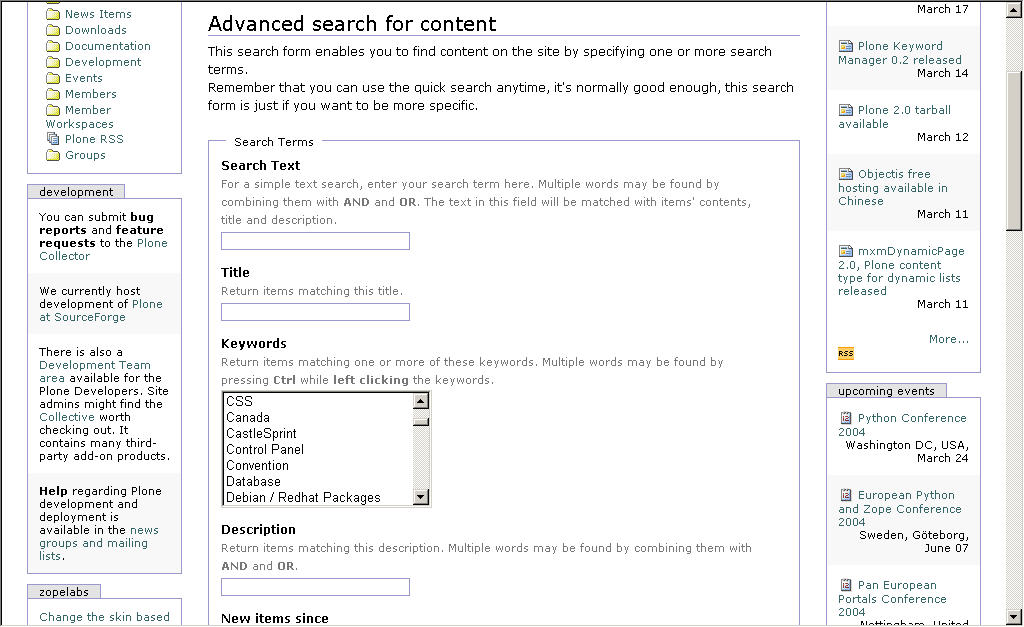 News Items
Downloads
Documentation
Development
Events
Members
Member
Workspaces
Plone RSS
Groups
development
You can submit bug
reports and feature
requests to the Plone
Collector
We currently host
development of Plone
at SourceForge
There is also a
Development Team
area available for the
Plone Developers. Site
admins might find the
Collective worth
checking out. It
contains many third-
party add-on products.
Help regarding Plone
development and
deployment is
available in the news
groups and mailing
lists.
zopelabs
Change the skin based
Advanced search for content
This search form enables you to find content on the site by specifying one or more search
terms.
Remember that you can use the quick search anytime, it's normally good enough, this search
form is just if you want to be more specific.
Search Terms
Search Text
For a simple text search, enter your search term here. Multiple words may be found by
combining them with AND and OR. The text in this field will be matched with items' contents,
title and description.
Title
Return items matching this title.
Keywords
Return items matching one or more of these keywords. Multiple words may be found by
pressing Ctrl while left clicking the keywords.
CSS
Canada
CastleSprint
Control Panel
Convention
Database
Debian / Redhat Packages
Description
Return items matching this description. Multiple words may be found by combining them with
AND and OR.
New items since
March 17
Plone Keyword
Manager 0.2 released
March 14
Plone 2.0 tarball
available
March 12
Objectis free
hosting available in
Chinese
March 11
mxmDynamicPage
2.0, Plone content
type for dynamic lists
released
March 11
More...
RSS
upcoming events
Python Conference
2004
Washington DC, USA,
March 24
European Python
and Zope Conference
2004
Sweden, Göteborg,
June 07
Pan European
Portals Conference
2004
Nottingham, United